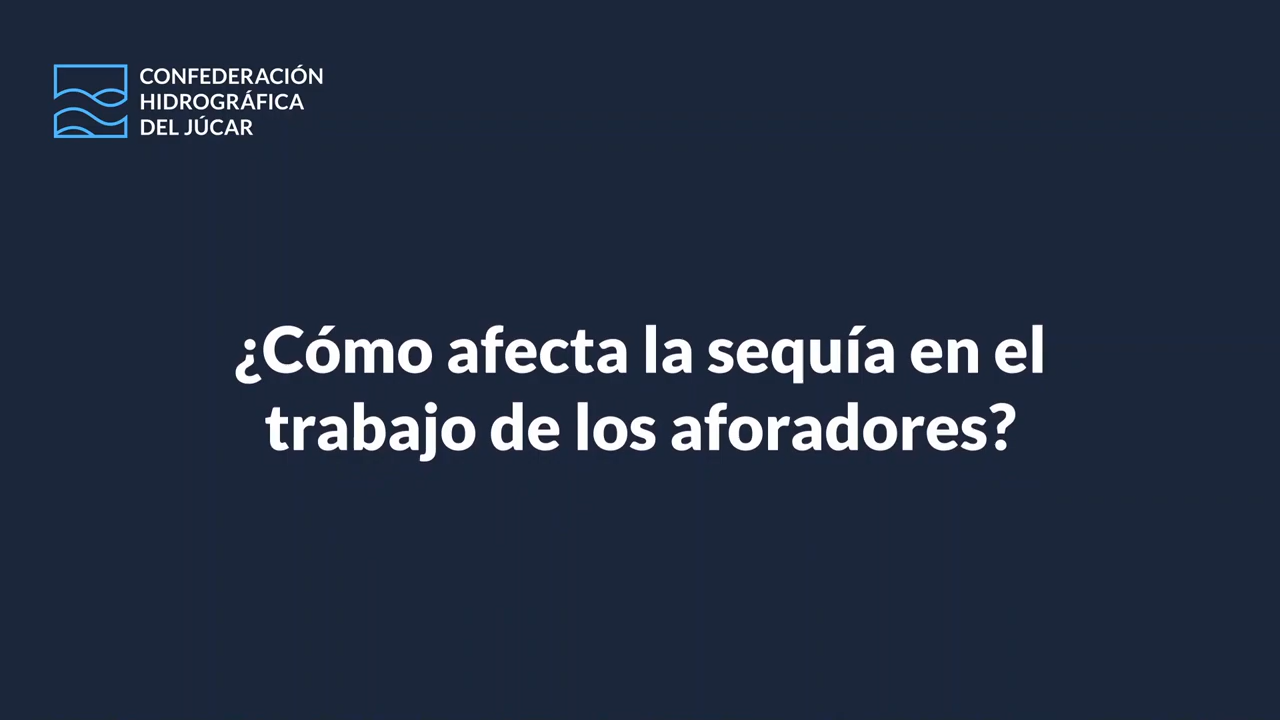 CONFEDERACIÓN
HIDROGRÁFICA
DEL JÚCAR
¿Cómo afecta la sequía en el
trabajo de los aforadores?